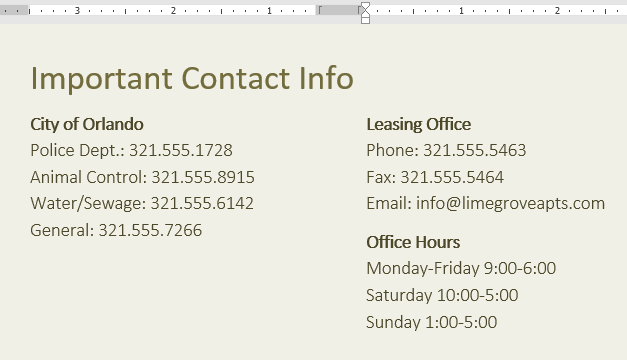 3 2 1 1 2
Important Contact Info
City of Orlando
Police Dept.: 321.555.1728
Animal Control: 321.555.8915
Water/Sewage: 321.555.6142
General: 321.555.7266
Leasing Office
Phone: 321.555.5463
Fax: 321.555.5464
Email: info@limegroveapts.com
Office Hours
Monday-Friday 9:00-6:00
Saturday 10:00-5:00
Sunday 1:00-5:00